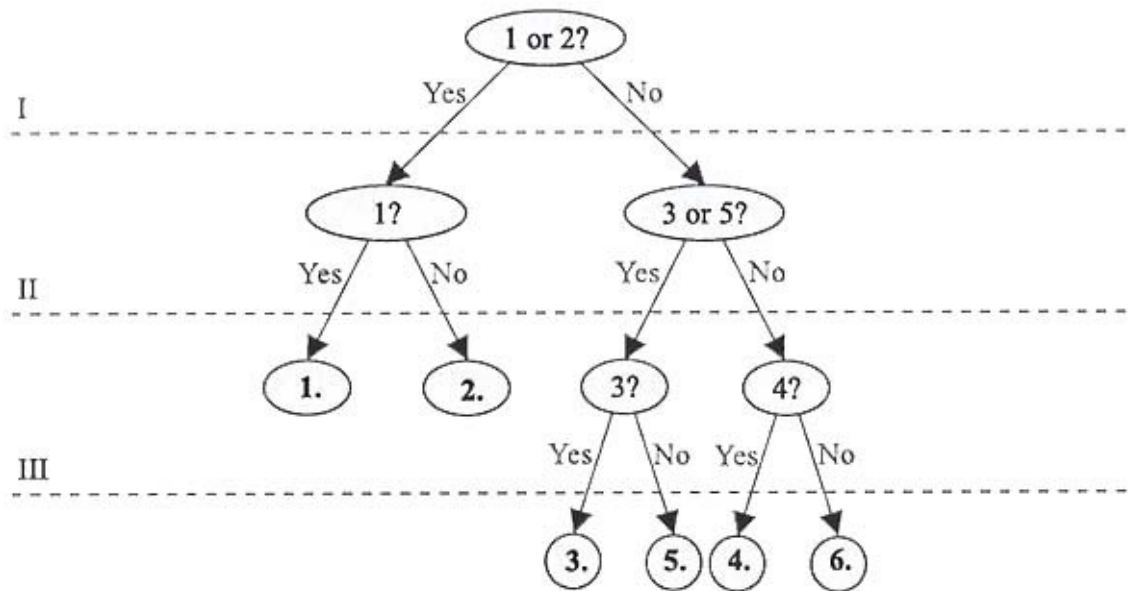 1 or 2?
Yes No
I
1? 3 or 5?
Yes No Yes No
II
1. 2. 3? 4?
Yes No Yes No
III
3. 5. 4. 6.